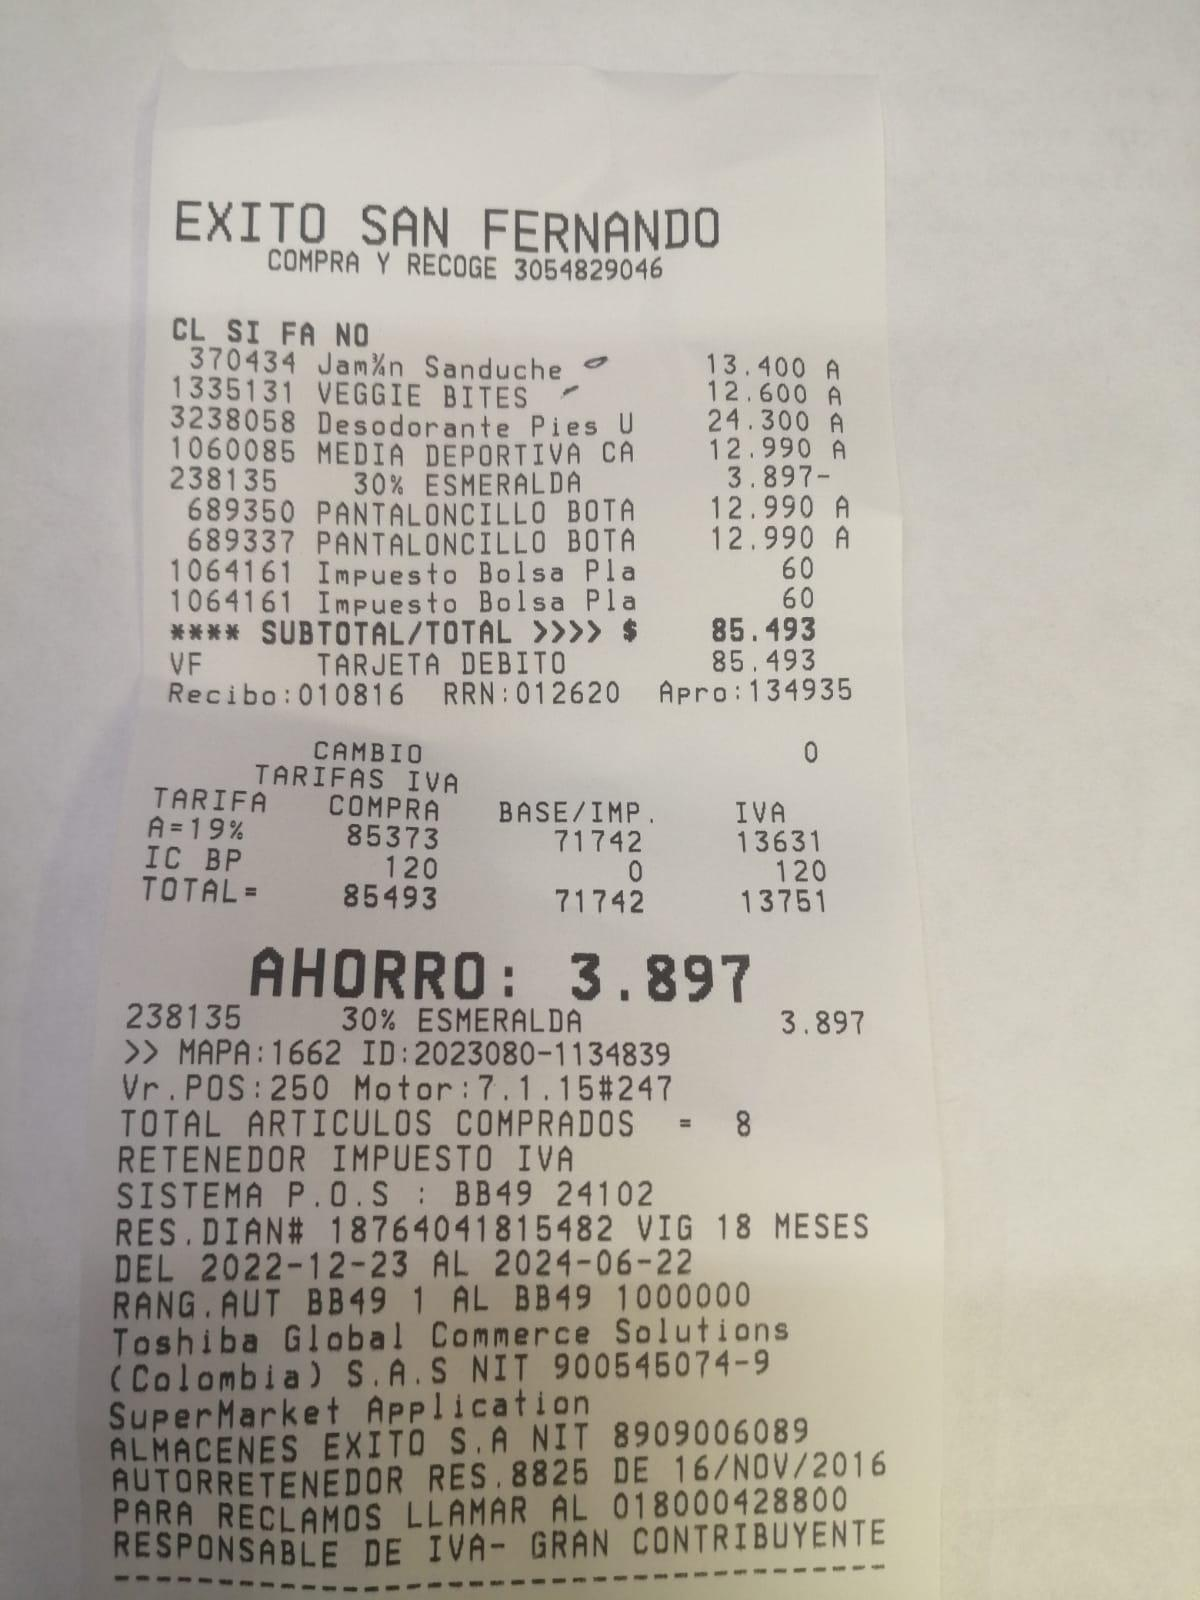 EXITO SAN FERNANDO
COMPRA Y RECOGE 3054829046
CL SI FA NO
370434 Jam¾n Sanduche 13.400 A
1335131 VEGGIE BITES 12.600 A
3238058 Desodorante Pies U 24.300 A
1060085 MEDIA DEPORTIVA CA 12.990 A
238135 30% ESMERALDA 3.897-
689350 PANTALONCILLO BOTA 12.990 A
689337 PANTALONCILLO BOTA 12.990 A
1064161 Impuesto Bolsa Pla 60
1064161 Impuesto Bolsa Pla 60
**** SUBTOTAL/TOTAL >>>> $ 85.493
VF TARJETA DEBITO 85.493
Recibo:010816 RRN:012620 Apro:134935
CAMBIO 0
TARIFAS IVA
TARIFA COMPRA BASE/IMP. IVA
A=19% 85373 71742 13631
IC BP 120 0 120
TOTAL= 85493 71742 13751
AHORRO: 3.897
238135 30% ESMERALDA 3.897
>> MAPA:1662 ID:2023080-1134839
Vr.POS:250 Motor:7.1.15#247
TOTAL ARTICULOS COMPRADOS = 8
RETENEDOR IMPUESTO IVA
SISTEMA P.O.S : BB49 24102
RES.DIAN# 18764041815482 VIG 18 MESES
DEL 2022-12-23 AL 2024-06-22
RANG.AUT BB49 1 AL BB49 1000000
Toshiba Global Commerce Solutions
(Colombia) S.A.S NIT 900545074-9
SuperMarket Application
ALMACENES EXITO S.A NIT 8909006089
AUTORRETENEDOR RES.8825 DE 16/NOV/2016
PARA RECLAMOS LLAMAR AL 018000428800
RESPONSABLE DE IVA- GRAN CONTRIBUYENTE